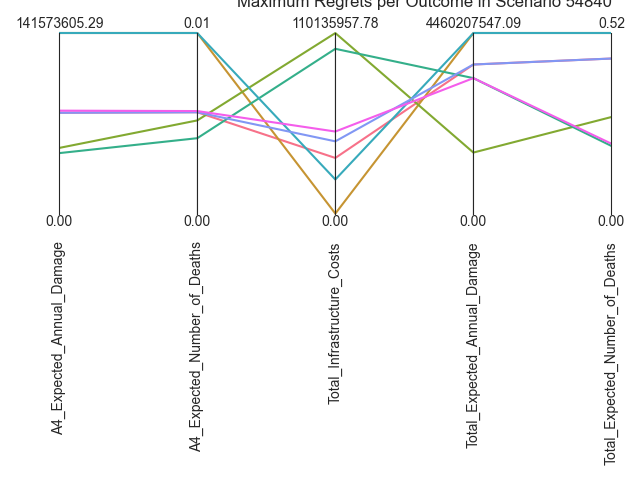 Maximum Regrets per Outcome in Scenario 54840
141573605.29 0.01 110135957.78 4460207547.09 0.52
0.00 0.00 0.00 0.00 0.00
A4_Expected_Annual_Damage
A4_Expected_Number_of_Deaths
Total_Infrastructure_Costs
Total_Expected_Annual_Damage
Total_Expected_Number_of_Deaths